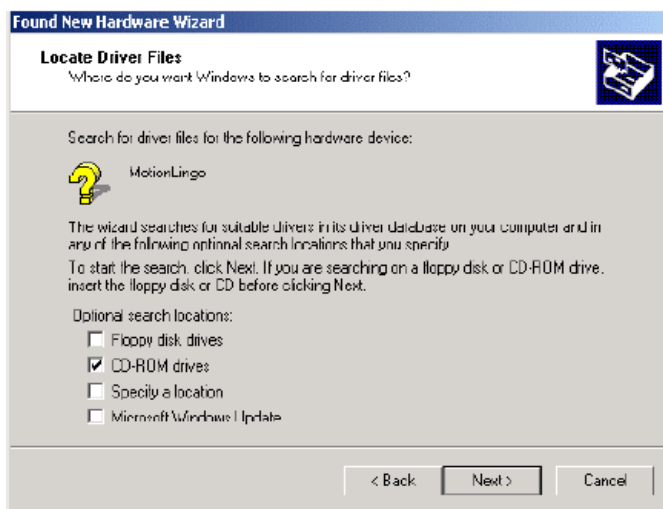 Found New Hardware Wizard
Locate Driver Files
Where do you want Windows to search for driver files?
Search for driver files for the following hardware device:
MotionLingo
The wizard searches for suitable drivers in its driver database on your computer and in
any of the following optional search locations that you specify.
To start the search, click Next. If you are searching on a floppy disk or CD-ROM drive,
insert the floppy disk or CD before clicking Next.
Optional search locations:
Floppy disk drives
CD-ROM drives
Specify a location
Microsoft Windows Update
< Back
Next >
Cancel